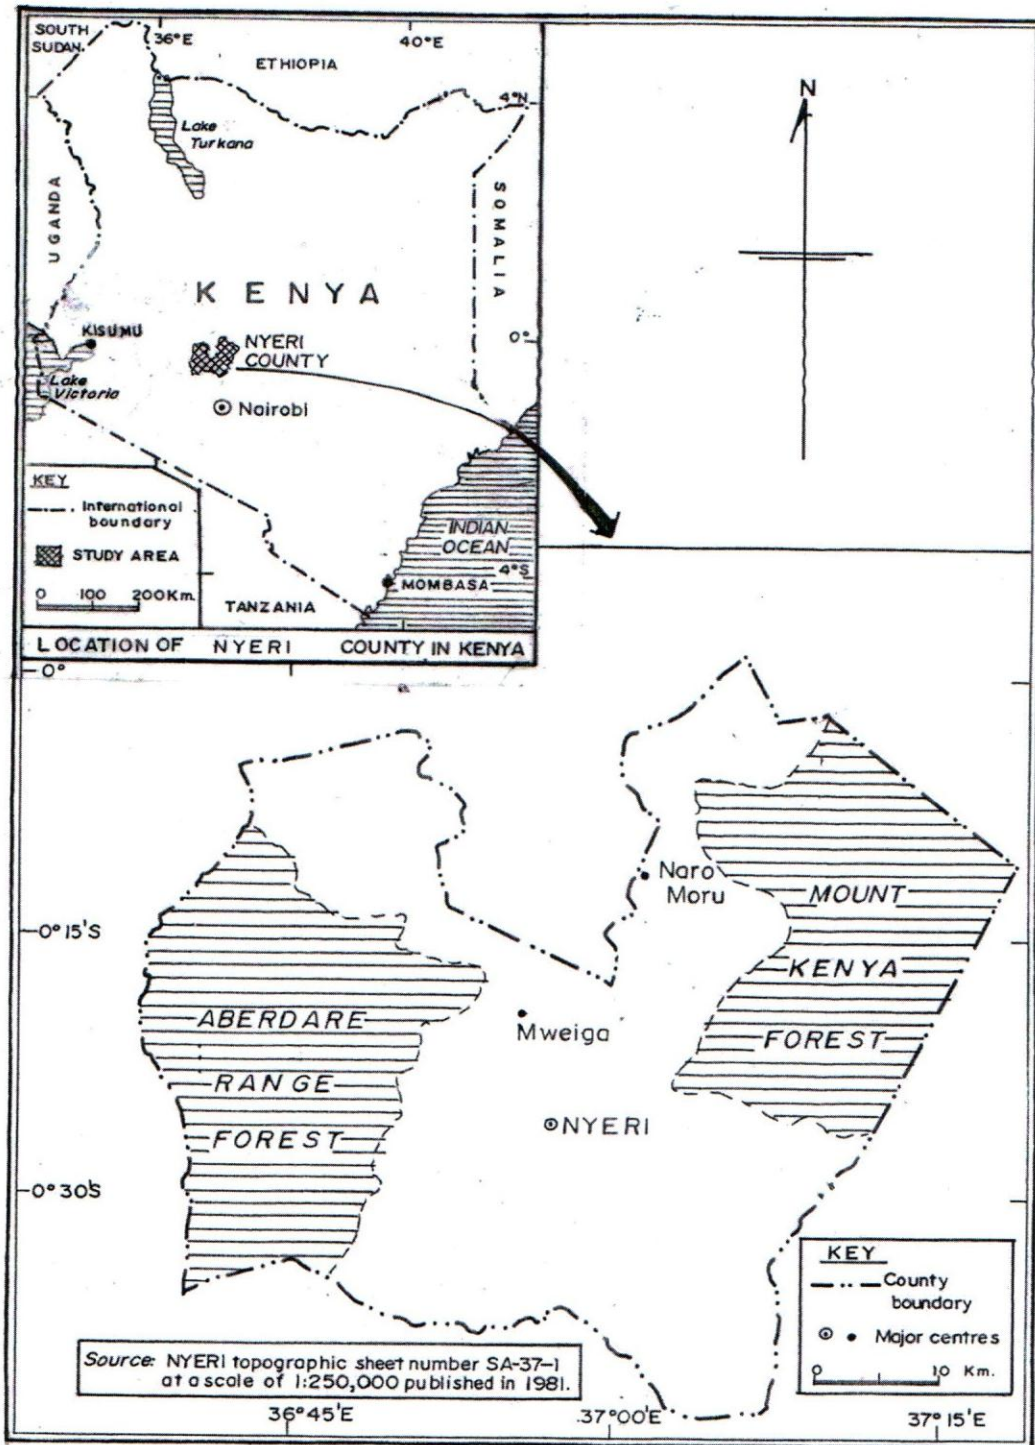 SOUTH
SUDAN
36°E
40°E
ETHIOPIA
4°N
Lake
Turkana
UGANDA
SOMALIA
KENYA
KISUMU
0°
NYERI
COUNTY
Lake
Victoria
Nairobi
KEY
International
boundary
STUDY AREA
0 100 200Km.
INDIAN
OCEAN
4°S
MOMBASA
TANZANIA
LOCATION OF NYERI COUNTY IN KENYA
N
0°
Naro
Moru
MOUNT
KENYA
FOREST
0°15'S
ABERDARE
RANGE
FOREST
Mweiga
NYERI
0°30'S
KEY
County
boundary
Major centres
0 10 Km.
Source: NYERI topographic sheet number SA-37-1
at a scale of 1:250,000 published in 1981.
36°45'E
37°00'E
37°15'E